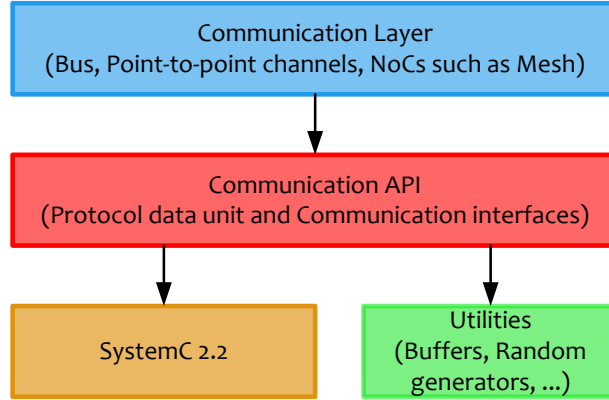 Communication Layer
(Bus, Point-to-point channels, NoCs such as Mesh)
Communication API
(Protocol data unit and Communication interfaces)
SystemC 2.2
Utilities
(Buffers, Random
generators, ...)